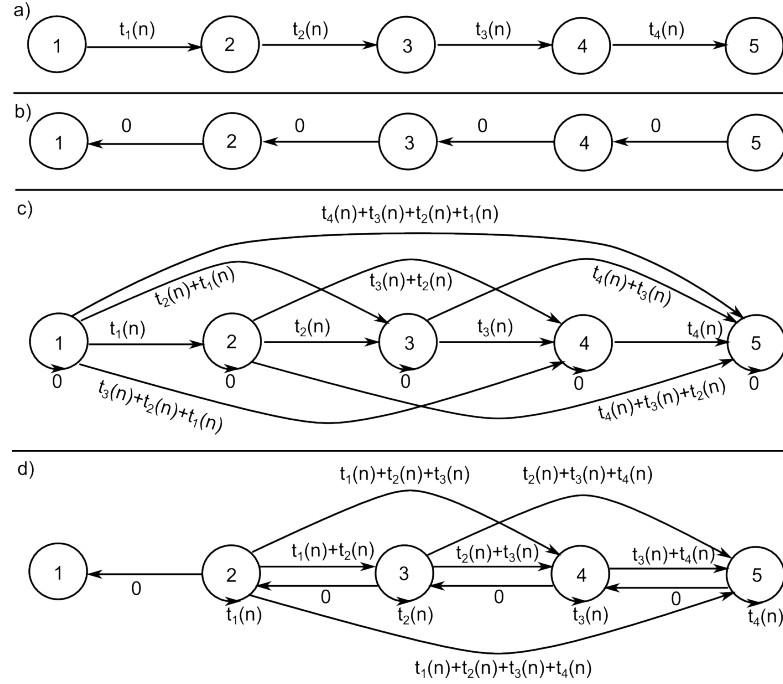 a)
t₁(n) t₂(n) t₃(n) t₄(n)
1 2 3 4 5
b)
0 0 0 0
1 2 3 4 5
c)
t₄(n)+t₃(n)+t₂(n)+t₁(n)
t₂(n)+t₁(n) t₃(n)+t₂(n) t₄(n)+t₃(n)
t₁(n) t₂(n) t₃(n) t₄(n)
1 2 3 4 5
0 0 0 0 0
t₃(n)+t₂(n)+t₁(n) t₄(n)+t₃(n)+t₂(n)
d)
t₁(n)+t₂(n)+t₃(n) t₂(n)+t₃(n)+t₄(n)
t₁(n)+t₂(n) t₂(n)+t₃(n) t₃(n)+t₄(n)
1 2 3 4 5
0 0 0 0
t₁(n) t₂(n) t₃(n) t₄(n)
t₁(n)+t₂(n)+t₃(n)+t₄(n)